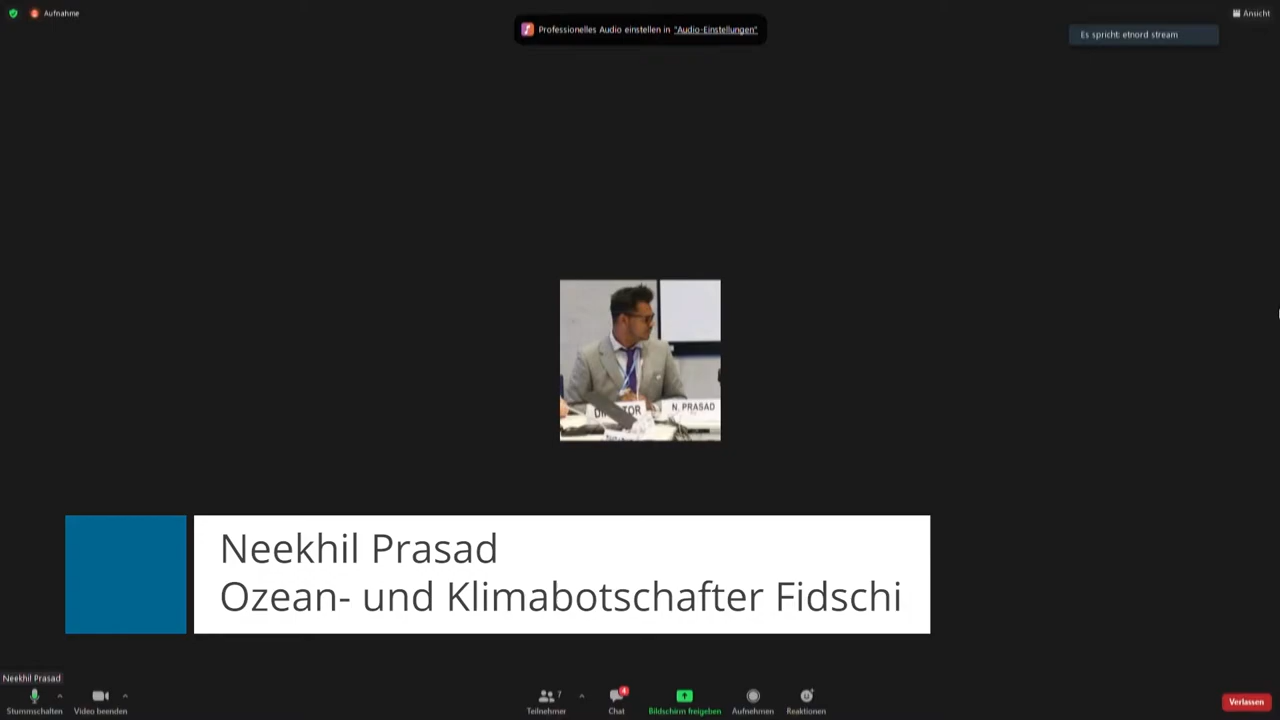 Aufnahme
Professionelles Audio einstellen in "Audio-Einstellungen"
Ansicht
Es spricht: etnord stream
N. PRASAD
Neekhil Prasad
Ozean- und Klimabotschafter Fidschi
Neekhil Prasad
Stummschalten
Video beenden
7
Teilnehmer
4
Chat
Bildschirm freigeben
Aufnehmen
Reaktionen
Verlassen